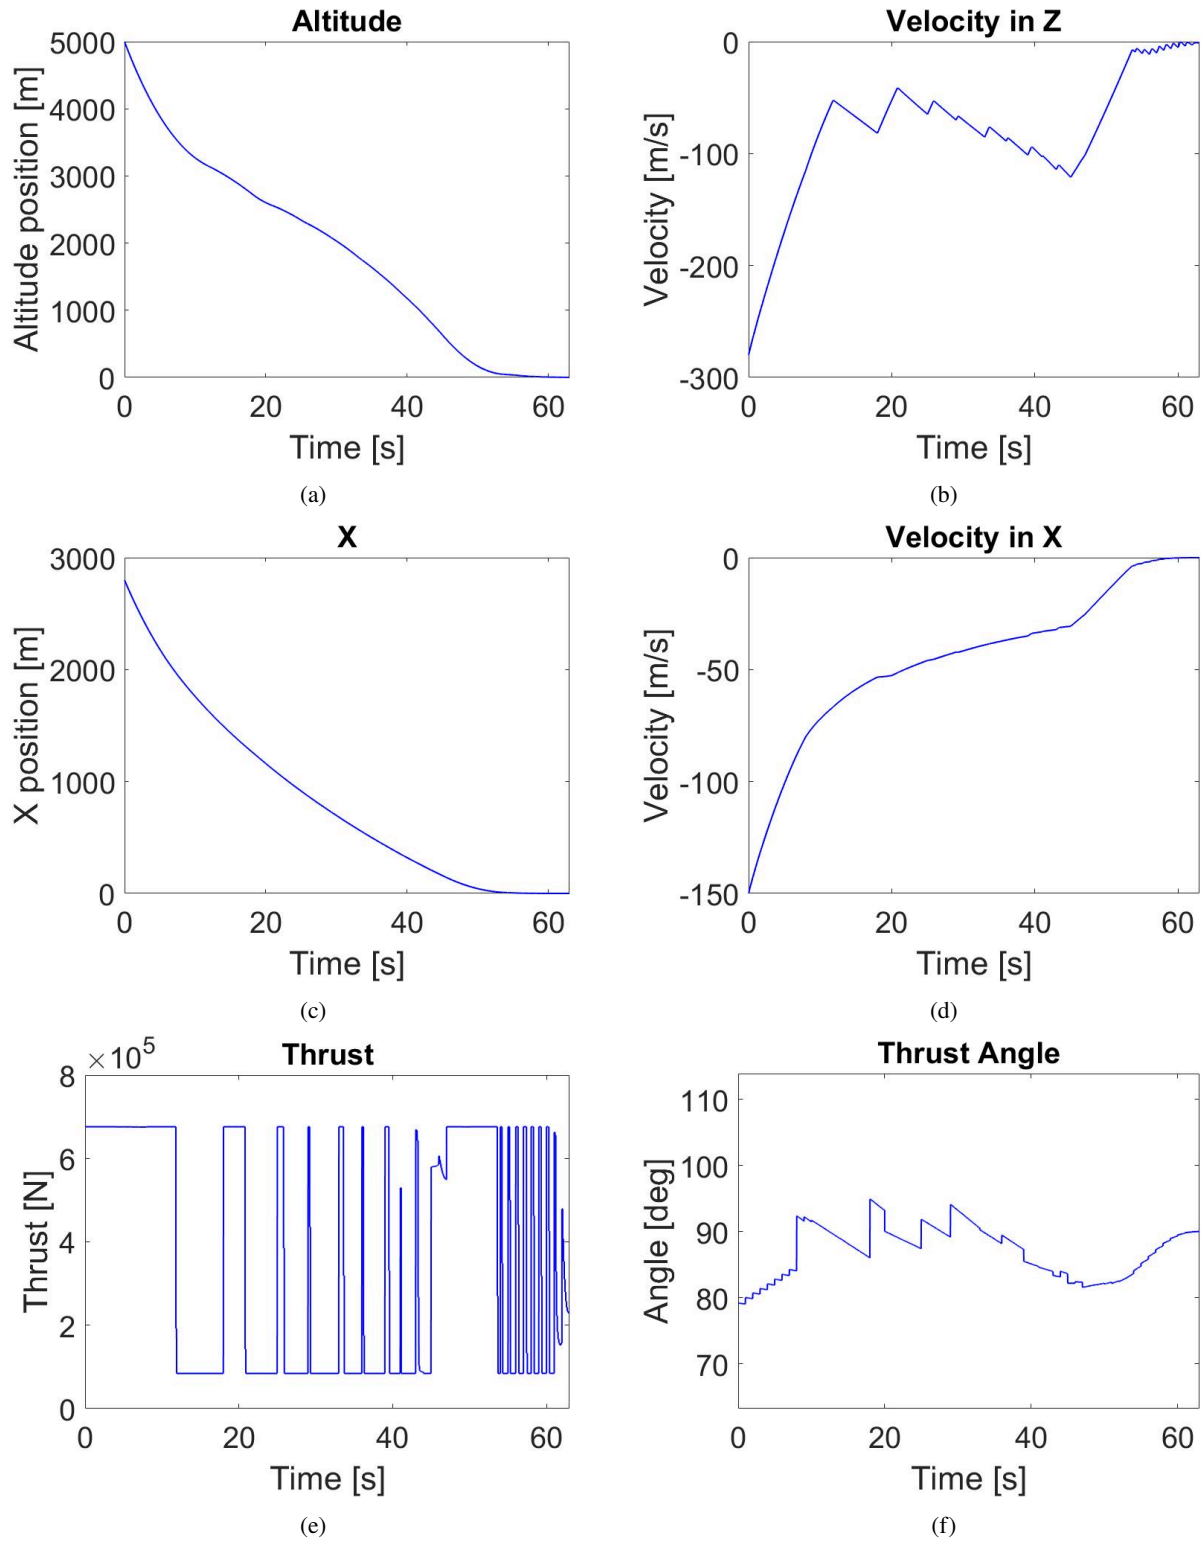 Altitude
5000
4000
3000
2000
1000
0
Altitude position [m]
0 20 40 60
Time [s]
(a)
Velocity in Z
0
-100
-200
-300
Velocity [m/s]
0 20 40 60
Time [s]
(b)
X
3000
2000
1000
0
X position [m]
0 20 40 60
Time [s]
(c)
Velocity in X
0
-50
-100
-150
Velocity [m/s]
0 20 40 60
Time [s]
(d)
Thrust
×10⁵
8
6
4
2
0
Thrust [N]
0 20 40 60
Time [s]
(e)
Thrust Angle
110
100
90
80
70
Angle [deg]
0 20 40 60
Time [s]
(f)